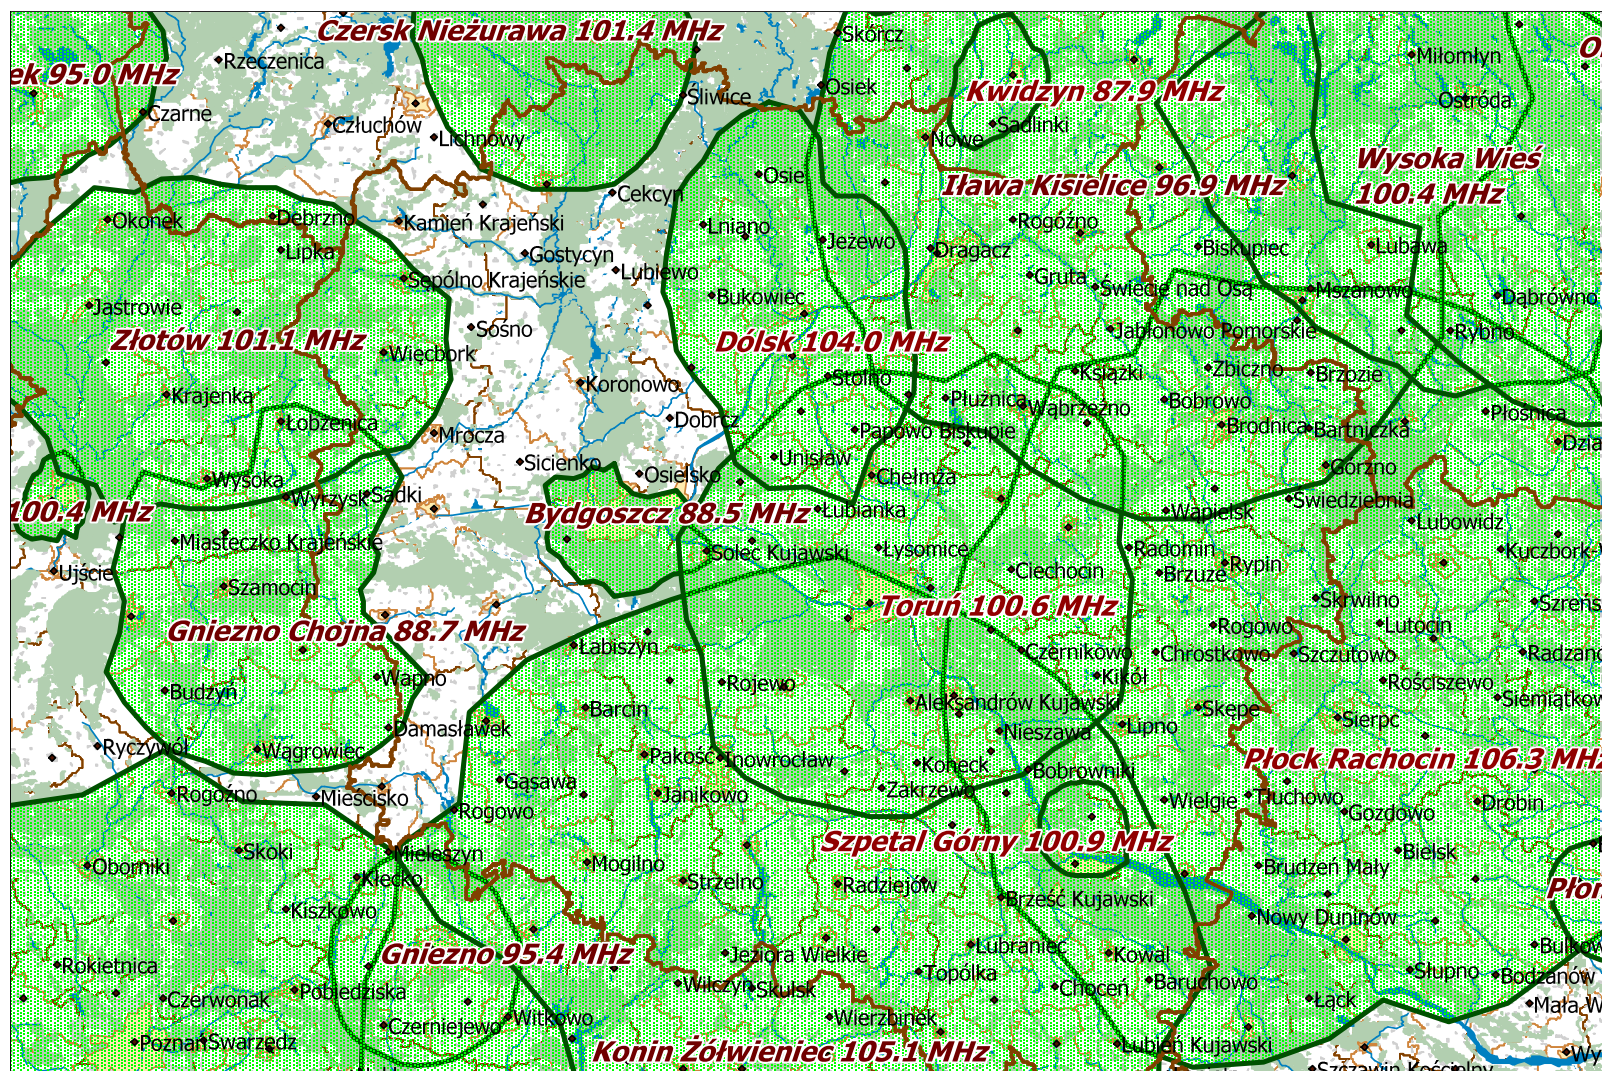 Czersk Nieżurawa 101.4 MHz
Skórcz
Rzeczenica
Miłomłyn
ek 95.0 MHz
Osiek
Kwidzyn 87.9 MHz
Śliwice
Ostróda
Czarne
Człuchów
Lichnowy
Nowe
Sadlinki
Wysoka Wieś
100.4 MHz
Osie
Iława Kisielice 96.9 MHz
Cekcyn
Okonek
Debrzno
Kamień Krajeński
Lniano
Rogóźno
Jeżewo
Dragacz
Biskupiec
Lubawa
Lipka
Gostycyn
Sępólno Krajeńskie
Lubiewo
Gruta
Świecie nad Osą
Mszanowo
Dąbrówno
Bukowiec
Jastrowie
Złotów 101.1 MHz
Sośno
Dólsk 104.0 MHz
Jabłonowo Pomorskie
Rybno
Więcbork
Stolno
Książki
Zbiczno
Brzozie
Koronowo
Krajenka
Płużnica
Wąbrzeźno
Bobrowo
Płośnica
Łobżenica
Mrocza
Dobrcz
Papowo Biskupie
Brodnica
Bartniczka
Dzia
Sicienko
Osielsko
Unisław
Chełmża
Górzno
Wysoka
Wyrzysk
Sadki
Świedziebnia
100.4 MHz
Bydgoszcz 88.5 MHz
Łubianka
Wąpielsk
Lubowidz
Miasteczko Krajeńskie
Solec Kujawski
Łysomice
Radomin
Kuczbork-
Ujście
Ciechocin
Brzuze
Rypin
Szamocin
Toruń 100.6 MHz
Skrwilno
Szreńs
Gniezno Chojna 88.7 MHz
Rogowo
Lutocin
Łabiszyn
Czernikowo
Chrostkowo
Szczutowo
Radzano
Wapno
Budzyń
Rojewo
Kikół
Rościszewo
Siemiątkow
Barcin
Aleksandrów Kujawski
Skępe
Sierpc
Damasławek
Nieszawa
Lipno
Ryczywół
Wągrowiec
Pakość
Inowrocław
Koneck
Bobrowniki
Płock Rachocin 106.3 MHz
Gąsawa
Rogoźno
Mieścisko
Janikowo
Zakrzewo
Wielgie
Tłuchowo
Gozdowo
Drobin
Rogowo
Szpetal Górny 100.9 MHz
Skoki
Mieleszyn
Mogilno
Bielsk
Oborniki
Kłecko
Strzelno
Radziejów
Brudzeń Mały
Płon
Kiszkowo
Brześć Kujawski
Nowy Duninów
Gniezno 95.4 MHz
Jeziora Wielkie
Lubraniec
Kowal
Bulkow
Rokietnica
Topólka
Słupno
Bodzanów
Czerwonak
Pobiedziska
Wilczyn
Skulsk
Choceń
Baruchowo
Łąck
Mała W
Czerniejewo
Witkowo
Wierzbinek
Poznań
Swarzędz
Konin Żółwieniec 105.1 MHz
Lubień Kujawski
Wy
Szczawin Kościelny